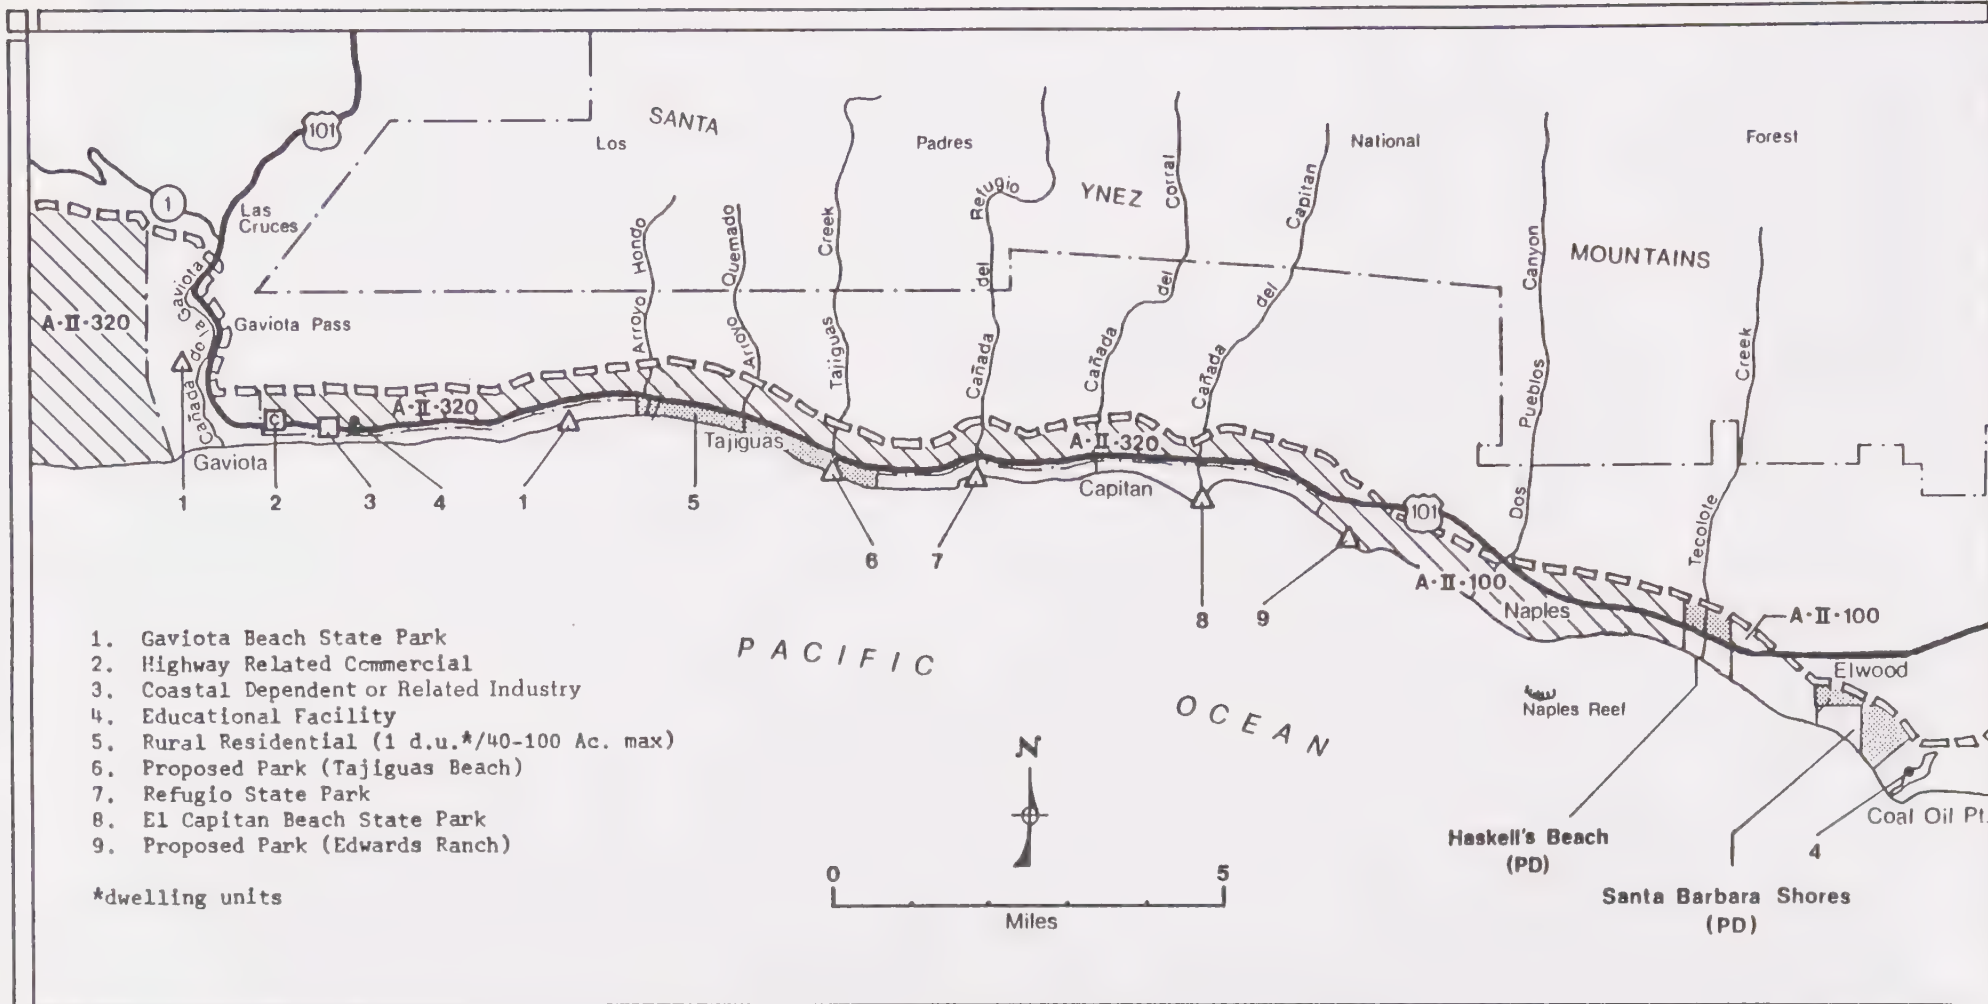 SANTA
Los
Padres
YNEZ
National
Forest
MOUNTAINS
101
1
Las
Cruces
Gaviota Pass
Cañada de la Gaviota
Arroyo Hondo
Arroyo Quemado
Tajiguas Creek
Cañada del Refugio
Cañada del Corral
Cañada del Capitan
Dos Pueblos Canyon
Tecolote Creek
A-II-320
A-II-320
A-II-320
101
A-II-100
A-II-100
C
Gaviota
Tajiguas
Capitan
Naples
Elwood
Naples Reef
Coal Oil Pt.
1
2
3
4
1
5
6
7
8
9
4
Haskell's Beach
(PD)
Santa Barbara Shores
(PD)
PACIFIC
OCEAN
1. Gaviota Beach State Park
2. Highway Related Commercial
3. Coastal Dependent or Related Industry
4. Educational Facility
5. Rural Residential (1 d.u.*/40-100 Ac. max)
6. Proposed Park (Tajiguas Beach)
7. Refugio State Park
8. El Capitan Beach State Park
9. Proposed Park (Edwards Ranch)
*dwelling units
N
0
5
Miles